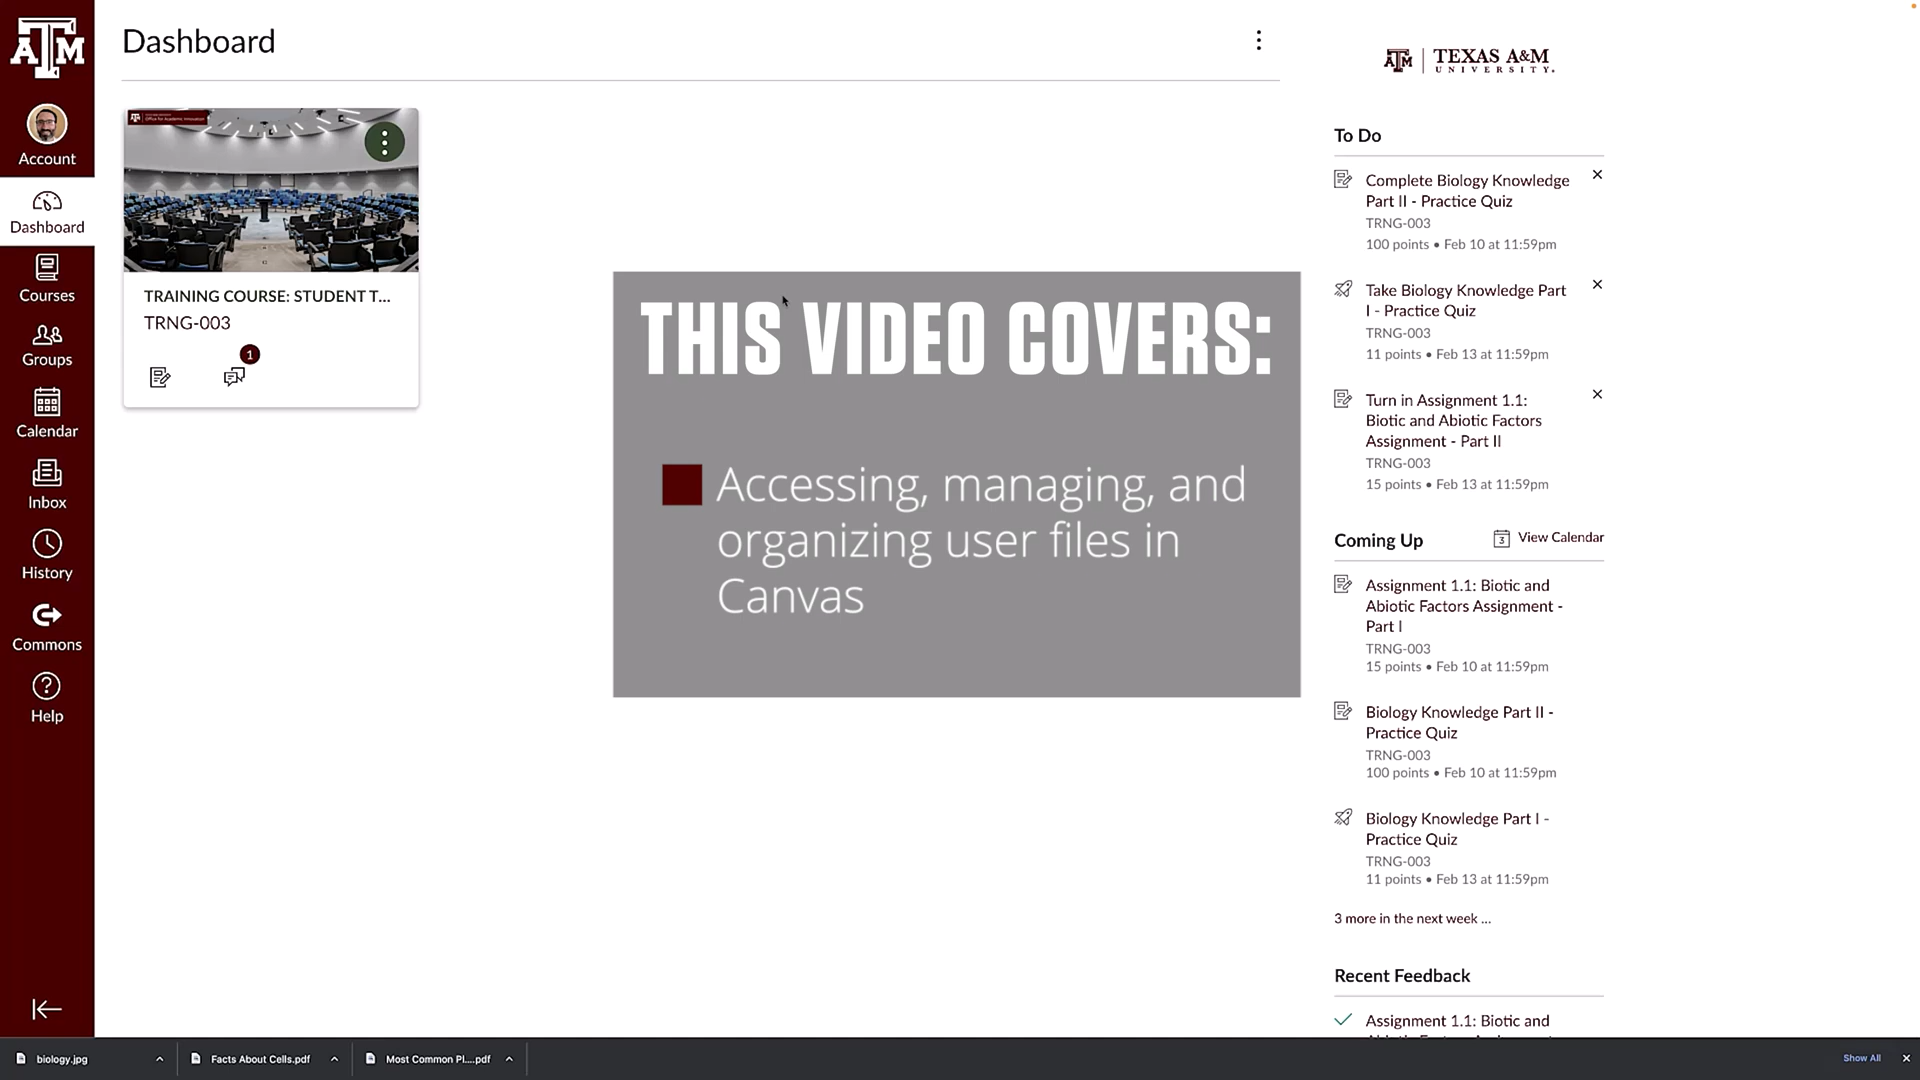 Dashboard
TEXAS A&M
UNIVERSITY
Account
Dashboard
Courses
Groups
Calendar
Inbox
History
Commons
Help
TRAINING COURSE: STUDENT T...
TRNG-003
1
THIS VIDEO COVERS:
Accessing, managing, and
organizing user files in
Canvas
To Do
Complete Biology Knowledge
Part II - Practice Quiz
TRNG-003
100 points • Feb 10 at 11:59pm
Take Biology Knowledge Part
I - Practice Quiz
TRNG-003
11 points • Feb 13 at 11:59pm
Turn in Assignment 1.1:
Biotic and Abiotic Factors
Assignment - Part II
TRNG-003
15 points • Feb 13 at 11:59pm
Coming Up
3 View Calendar
Assignment 1.1: Biotic and
Abiotic Factors Assignment -
Part I
TRNG-003
15 points • Feb 10 at 11:59pm
Biology Knowledge Part II -
Practice Quiz
TRNG-003
100 points • Feb 10 at 11:59pm
Biology Knowledge Part I -
Practice Quiz
TRNG-003
11 points • Feb 13 at 11:59pm
3 more in the next week ...
Recent Feedback
Assignment 1.1: Biotic and
biology.jpg
Facts About Cells.pdf
Most Common Pl....pdf
Show All